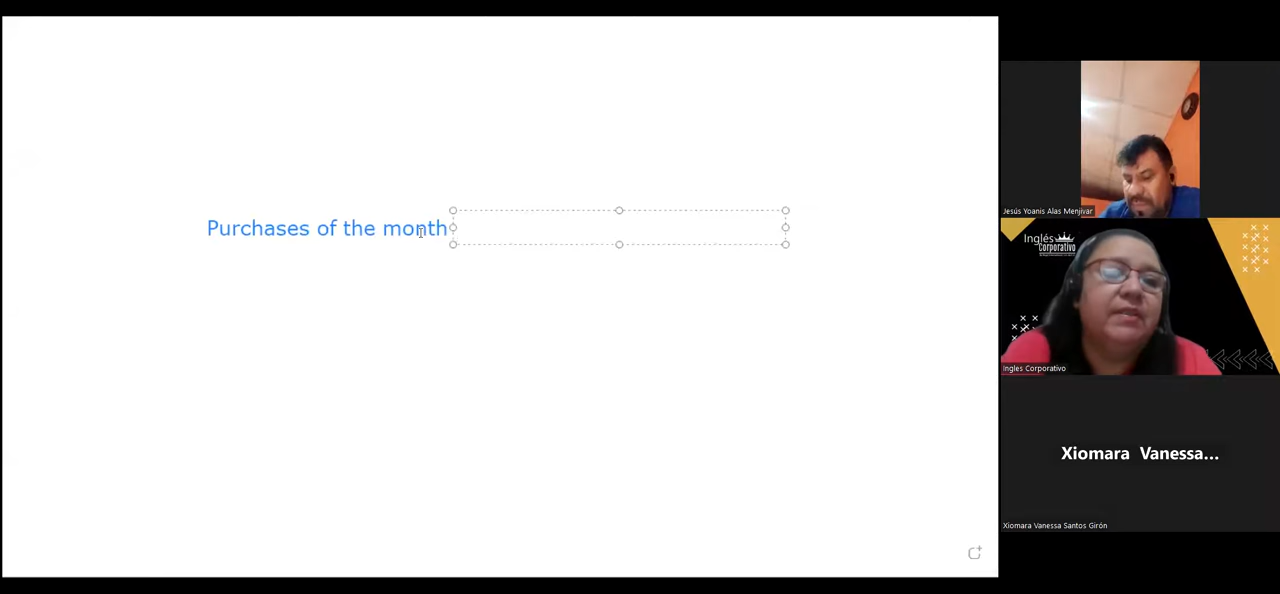 Purchases of the month
Jesús Yoanis Alas Menjivar
Inglés
Corporativo
Ingles Corporativo
Xiomara Vanessa...
Xiomara Vanessa Santos Girón